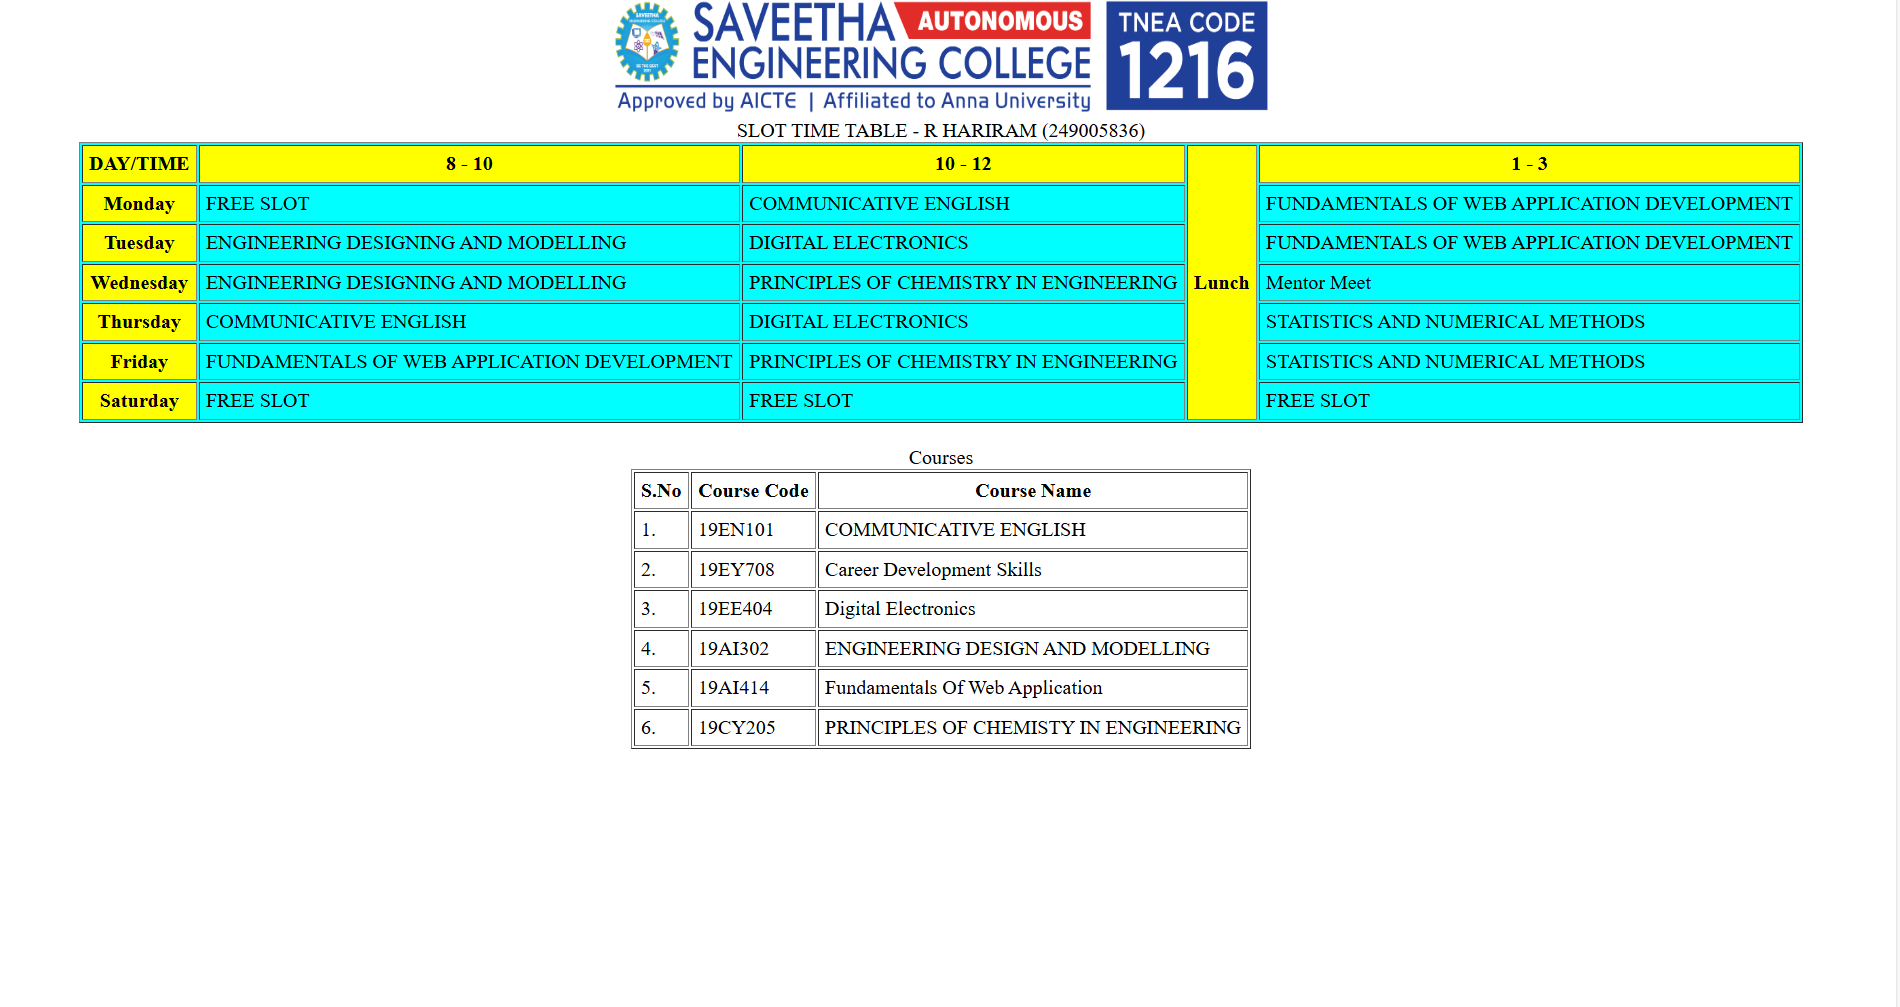 SAVEETHA AUTONOMOUS
ENGINEERING COLLEGE
Approved by AICTE | Affiliated to Anna University
TNEA CODE
1216
SLOT TIME TABLE - R HARIRAM (249005836)
DAY/TIME 8 - 10 10 - 12 Lunch 1 - 3
Monday FREE SLOT COMMUNICATIVE ENGLISH FUNDAMENTALS OF WEB APPLICATION DEVELOPMENT
Tuesday ENGINEERING DESIGNING AND MODELLING DIGITAL ELECTRONICS FUNDAMENTALS OF WEB APPLICATION DEVELOPMENT
Wednesday ENGINEERING DESIGNING AND MODELLING PRINCIPLES OF CHEMISTRY IN ENGINEERING Mentor Meet
Thursday COMMUNICATIVE ENGLISH DIGITAL ELECTRONICS STATISTICS AND NUMERICAL METHODS
Friday FUNDAMENTALS OF WEB APPLICATION DEVELOPMENT PRINCIPLES OF CHEMISTRY IN ENGINEERING STATISTICS AND NUMERICAL METHODS
Saturday FREE SLOT FREE SLOT FREE SLOT
Courses
S.No Course Code Course Name
1. 19EN101 COMMUNICATIVE ENGLISH
2. 19EY708 Career Development Skills
3. 19EE404 Digital Electronics
4. 19AI302 ENGINEERING DESIGN AND MODELLING
5. 19AI414 Fundamentals Of Web Application
6. 19CY205 PRINCIPLES OF CHEMISTY IN ENGINEERING